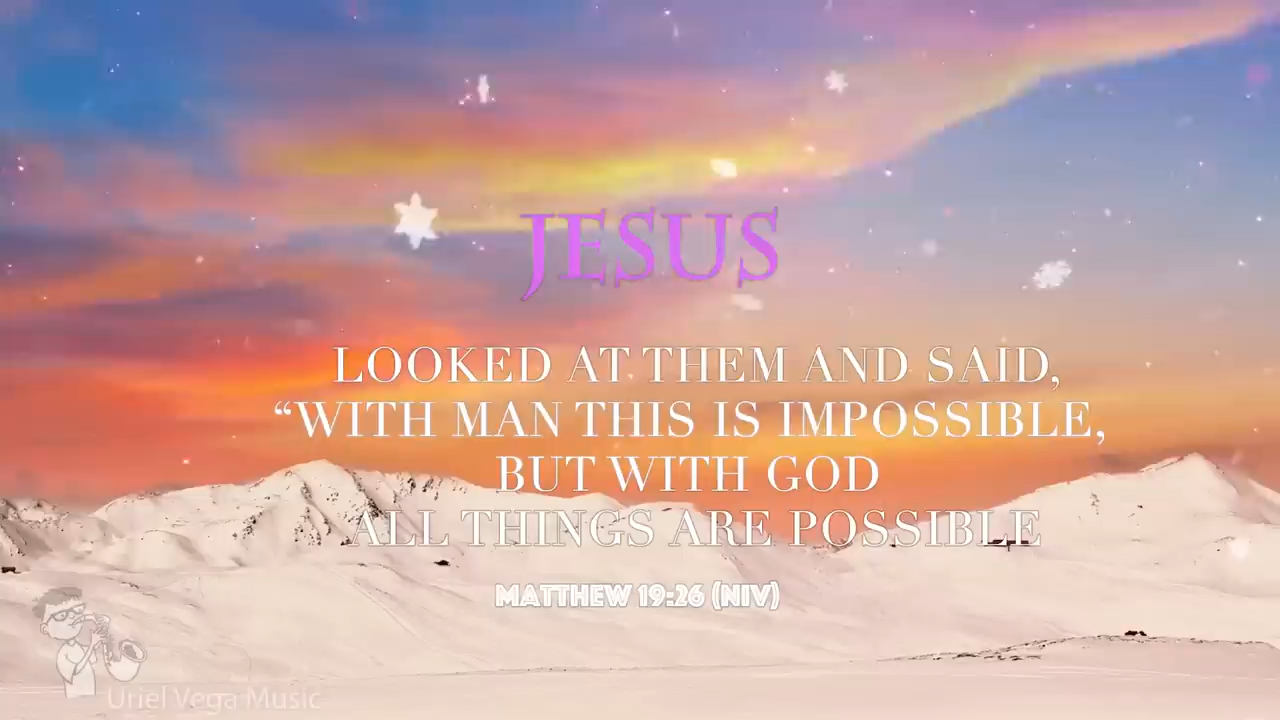 JESUS
LOOKED AT THEM AND SAID,
“WITH MAN THIS IS IMPOSSIBLE,
BUT WITH GOD
ALL THINGS ARE POSSIBLE
MATTHEW 19:26 (NIV)
Uriel Vega Music